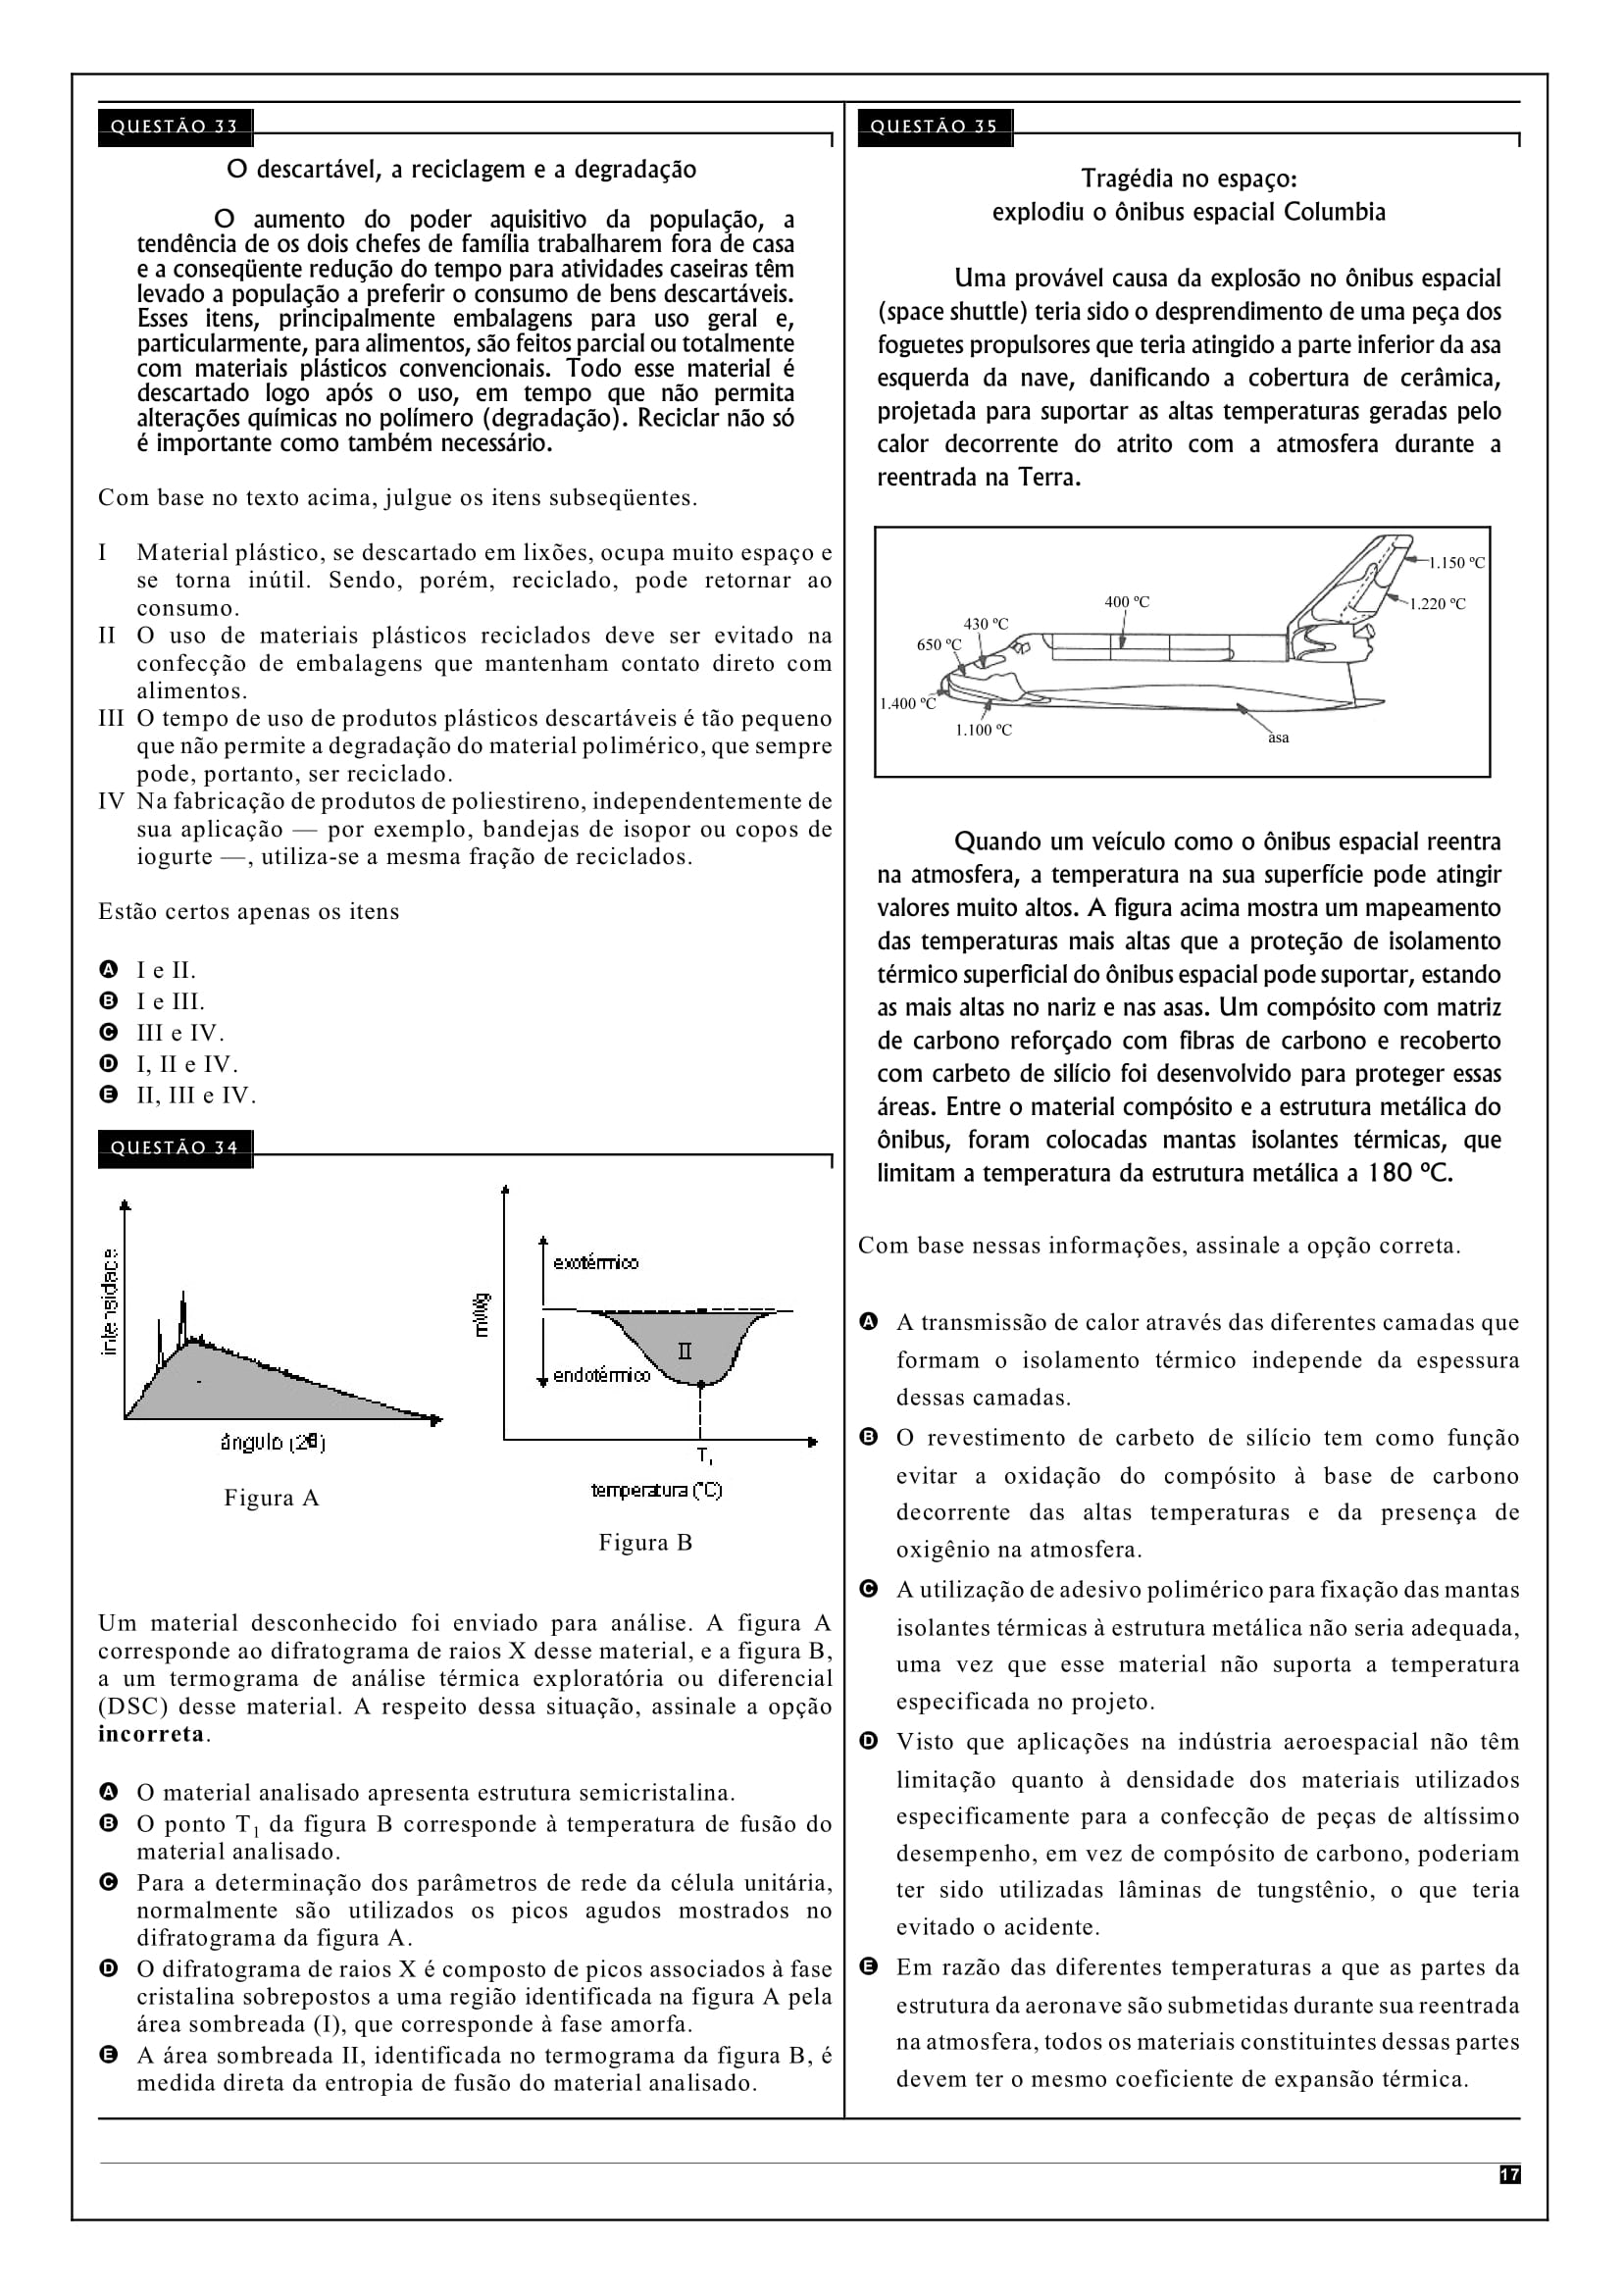 QUESTÃO 33
O descartável, a reciclagem e a degradação
O aumento do poder aquisitivo da população, a
tendência de os dois chefes de família trabalharem fora de casa
e a conseqüente redução do tempo para atividades caseiras têm
levado a população a preferir o consumo de bens descartáveis.
Esses itens, principalmente embalagens para uso geral e,
particularmente, para alimentos, são feitos parcial ou totalmente
com materiais plásticos convencionais. Todo esse material é
descartado logo após o uso, em tempo que não permita
alterações químicas no polímero (degradação). Reciclar não só
é importante como também necessário.
Com base no texto acima, julgue os itens subseqüentes.
I Material plástico, se descartado em lixões, ocupa muito espaço e
se torna inútil. Sendo, porém, reciclado, pode retornar ao
consumo.
II O uso de materiais plásticos reciclados deve ser evitado na
confecção de embalagens que mantenham contato direto com
alimentos.
III O tempo de uso de produtos plásticos descartáveis é tão pequeno
que não permite a degradação do material polimérico, que sempre
pode, portanto, ser reciclado.
IV Na fabricação de produtos de poliestireno, independentemente de
sua aplicação — por exemplo, bandejas de isopor ou copos de
iogurte —, utiliza-se a mesma fração de reciclados.
Estão certos apenas os itens
A I e II.
B I e III.
C III e IV.
D I, II e IV.
E II, III e IV.
QUESTÃO 34
intensidade
ângulo (2θ)
Figura A
mW/g
exotérmico
II
endotérmico
T1
temperatura (°C)
Figura B
Um material desconhecido foi enviado para análise. A figura A
corresponde ao difratograma de raios X desse material, e a figura B,
a um termograma de análise térmica exploratória ou diferencial
(DSC) desse material. A respeito dessa situação, assinale a opção
incorreta.
A O material analisado apresenta estrutura semicristalina.
B O ponto T1 da figura B corresponde à temperatura de fusão do
material analisado.
C Para a determinação dos parâmetros de rede da célula unitária,
normalmente são utilizados os picos agudos mostrados no
difratograma da figura A.
D O difratograma de raios X é composto de picos associados à fase
cristalina sobrepostos a uma região identificada na figura A pela
área sombreada (I), que corresponde à fase amorfa.
E A área sombreada II, identificada no termograma da figura B, é
medida direta da entropia de fusão do material analisado.
QUESTÃO 35
Tragédia no espaço:
explodiu o ônibus espacial Columbia
Uma provável causa da explosão no ônibus espacial
(space shuttle) teria sido o desprendimento de uma peça dos
foguetes propulsores que teria atingido a parte inferior da asa
esquerda da nave, danificando a cobertura de cerâmica,
projetada para suportar as altas temperaturas geradas pelo
calor decorrente do atrito com a atmosfera durante a
reentrada na Terra.
1.150 ºC
1.220 ºC
400 ºC
430 ºC
650 ºC
1.400 ºC
1.100 ºC
asa
Quando um veículo como o ônibus espacial reentra
na atmosfera, a temperatura na sua superfície pode atingir
valores muito altos. A figura acima mostra um mapeamento
das temperaturas mais altas que a proteção de isolamento
térmico superficial do ônibus espacial pode suportar, estando
as mais altas no nariz e nas asas. Um compósito com matriz
de carbono reforçado com fibras de carbono e recoberto
com carbeto de silício foi desenvolvido para proteger essas
áreas. Entre o material compósito e a estrutura metálica do
ônibus, foram colocadas mantas isolantes térmicas, que
limitam a temperatura da estrutura metálica a 180 ºC.
Com base nessas informações, assinale a opção correta.
A A transmissão de calor através das diferentes camadas que
formam o isolamento térmico independe da espessura
dessas camadas.
B O revestimento de carbeto de silício tem como função
evitar a oxidação do compósito à base de carbono
decorrente das altas temperaturas e da presença de
oxigênio na atmosfera.
C A utilização de adesivo polimérico para fixação das mantas
isolantes térmicas à estrutura metálica não seria adequada,
uma vez que esse material não suporta a temperatura
especificada no projeto.
D Visto que aplicações na indústria aeroespacial não têm
limitação quanto à densidade dos materiais utilizados
especificamente para a confecção de peças de altíssimo
desempenho, em vez de compósito de carbono, poderiam
ter sido utilizadas lâminas de tungstênio, o que teria
evitado o acidente.
E Em razão das diferentes temperaturas a que as partes da
estrutura da aeronave são submetidas durante sua reentrada
na atmosfera, todos os materiais constituintes dessas partes
devem ter o mesmo coeficiente de expansão térmica.
17